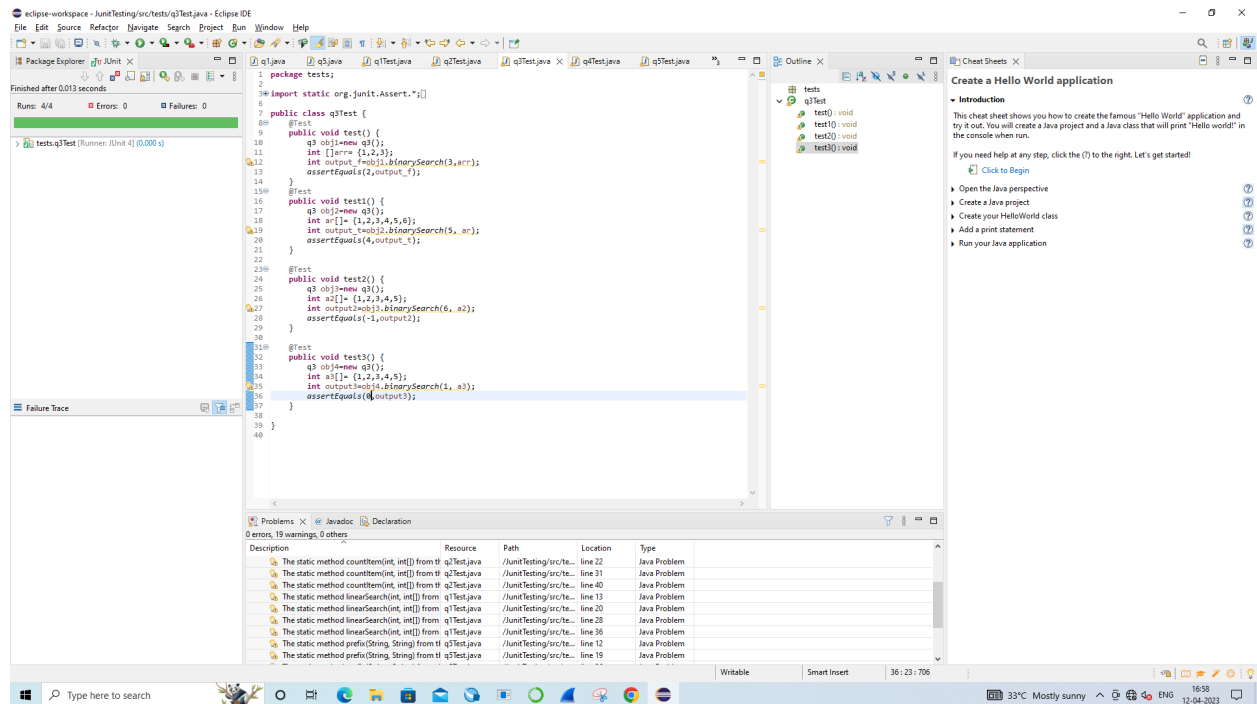 eclipse-workspace - JunitTesting/src/tests/q3Test.java - Eclipse IDE
File Edit Source Refactor Navigate Search Project Run Window Help
Package Explorer JUnit
Finished after 0.013 seconds
Runs: 4/4 Errors: 0 Failures: 0
tests.q3Test [Runner: JUnit 4] (0.000 s)
Failure Trace
q1.java q5.java q1Test.java q2Test.java q3Test.java q4Test.java q5Test.java »5
1 package tests;
2
3 import static org.junit.Assert.*;
6
7 public class q3Test {
8 @Test
9 public void test() {
10 q3 obj1=new q3();
11 int []arr= {1,2,3};
12 int output_f=obj1.binarySearch(3,arr);
13 assertEquals(2,output_f);
14 }
15 @Test
16 public void test1() {
17 q3 obj2=new q3();
18 int ar[]= {1,2,3,4,5,6};
19 int output_t=obj2.binarySearch(5, ar);
20 assertEquals(4,output_t);
21 }
22
23 @Test
24 public void test2() {
25 q3 obj3=new q3();
26 int a2[]= {1,2,3,4,5};
27 int output2=obj3.binarySearch(6, a2);
28 assertEquals(-1,output2);
29 }
30
31 @Test
32 public void test3() {
33 q3 obj4=new q3();
34 int a3[]= {1,2,3,4,5};
35 int output3=obj4.binarySearch(1, a3);
36 assertEquals(0,output3);
37 }
38
39 }
40
Outline
tests
q3Test
test() : void
test1() : void
test2() : void
test3() : void
Cheat Sheets
Create a Hello World application
Introduction
This cheat sheet shows you how to create the famous "Hello World" application and
try it out. You will create a Java project and a Java class that will print "Hello world!" in
the console when run.
If you need help at any step, click the (?) to the right. Let's get started!
Click to Begin
Open the Java perspective
Create a Java project
Create your HelloWorld class
Add a print statement
Run your Java application
Problems Javadoc Declaration
0 errors, 19 warnings, 0 others
Description Resource Path Location Type
The static method countItem(int, int[]) from th q2Test.java /JunitTesting/src/te... line 22 Java Problem
The static method countItem(int, int[]) from th q2Test.java /JunitTesting/src/te... line 31 Java Problem
The static method countItem(int, int[]) from th q2Test.java /JunitTesting/src/te... line 40 Java Problem
The static method linearSearch(int, int[]) from q1Test.java /JunitTesting/src/te... line 13 Java Problem
The static method linearSearch(int, int[]) from q1Test.java /JunitTesting/src/te... line 20 Java Problem
The static method linearSearch(int, int[]) from q1Test.java /JunitTesting/src/te... line 28 Java Problem
The static method linearSearch(int, int[]) from q1Test.java /JunitTesting/src/te... line 36 Java Problem
The static method prefix(String, String) from th q5Test.java /JunitTesting/src/te... line 12 Java Problem
The static method prefix(String, String) from th q5Test.java /JunitTesting/src/te... line 19 Java Problem
Writable Smart Insert 36 : 23 : 706
Type here to search
33°C Mostly sunny ENG 16:58
12-04-2023